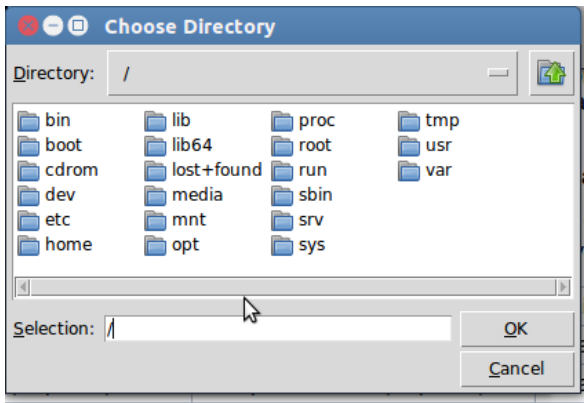 Choose Directory
Directory: /
bin lib proc tmp
boot lib64 root usr
cdrom lost+found run var
dev media sbin
etc mnt srv
home opt sys
Selection: / OK
Cancel